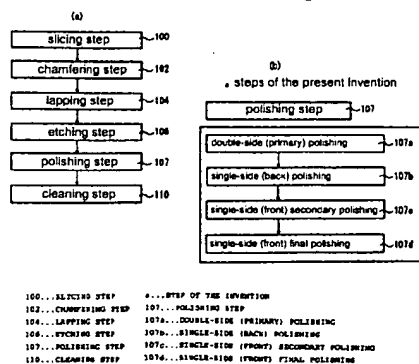 (a)
slicing step 100
chamfering step 102
lapping step 104
etching step 106
polishing step 107
cleaning step 110
(b)
a steps of the present Invention
polishing step 107
double-side (primary) polishing 107a
single-side (back) polishing 107b
single-side (front) secondary polishing 107c
single-side (front) final polishing 107d
100...SLICING STEP
102...CHAMFERING STEP
104...LAPPING STEP
106...ETCHING STEP
107...POLISHING STEP
110...CLEANING STEP
a...STEP OF THE INVENTION
107...POLISHING STEP
107a...DOUBLE-SIDE (PRIMARY) POLISHING
107b...SINGLE-SIDE (BACK) POLISHING
107c...SINGLE-SIDE (FRONT) SECONDARY POLISHING
107d...SINGLE-SIDE (FRONT) FINAL POLISHING